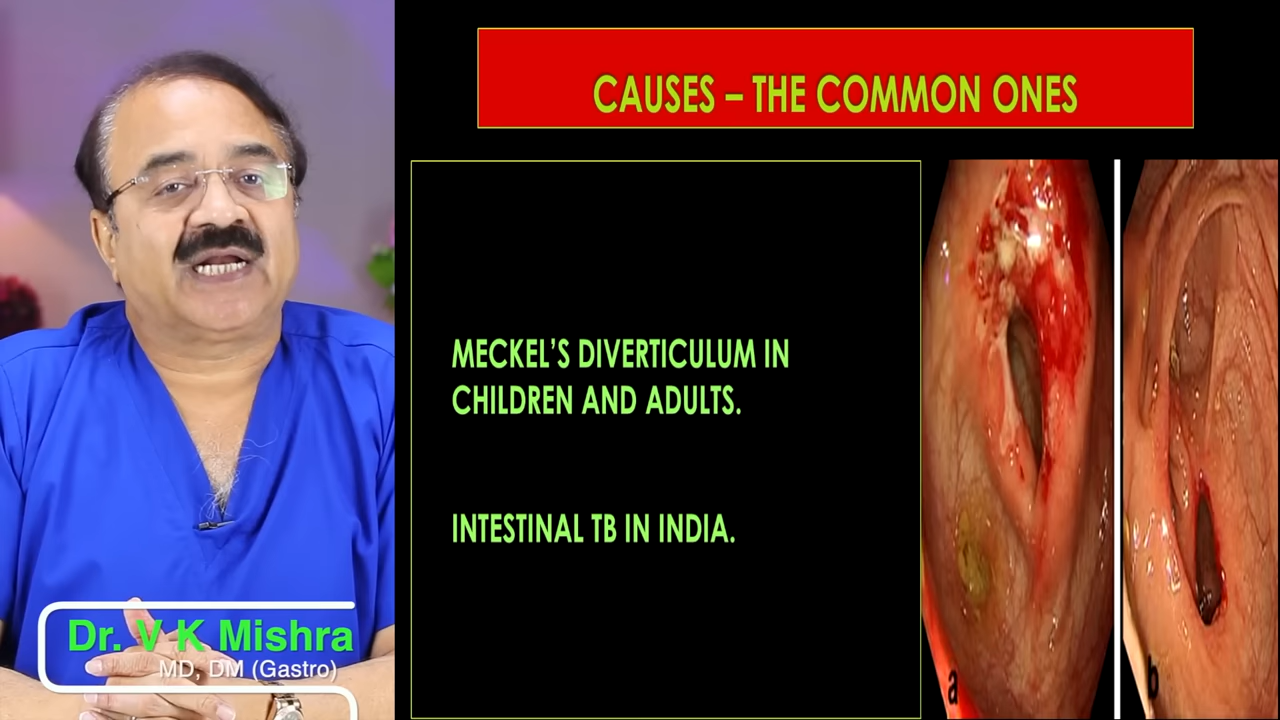 CAUSES – THE COMMON ONES
MECKEL'S DIVERTICULUM IN
CHILDREN AND ADULTS.
INTESTINAL TB IN INDIA.
a
b
Dr. V K Mishra
MD, DM (Gastro)